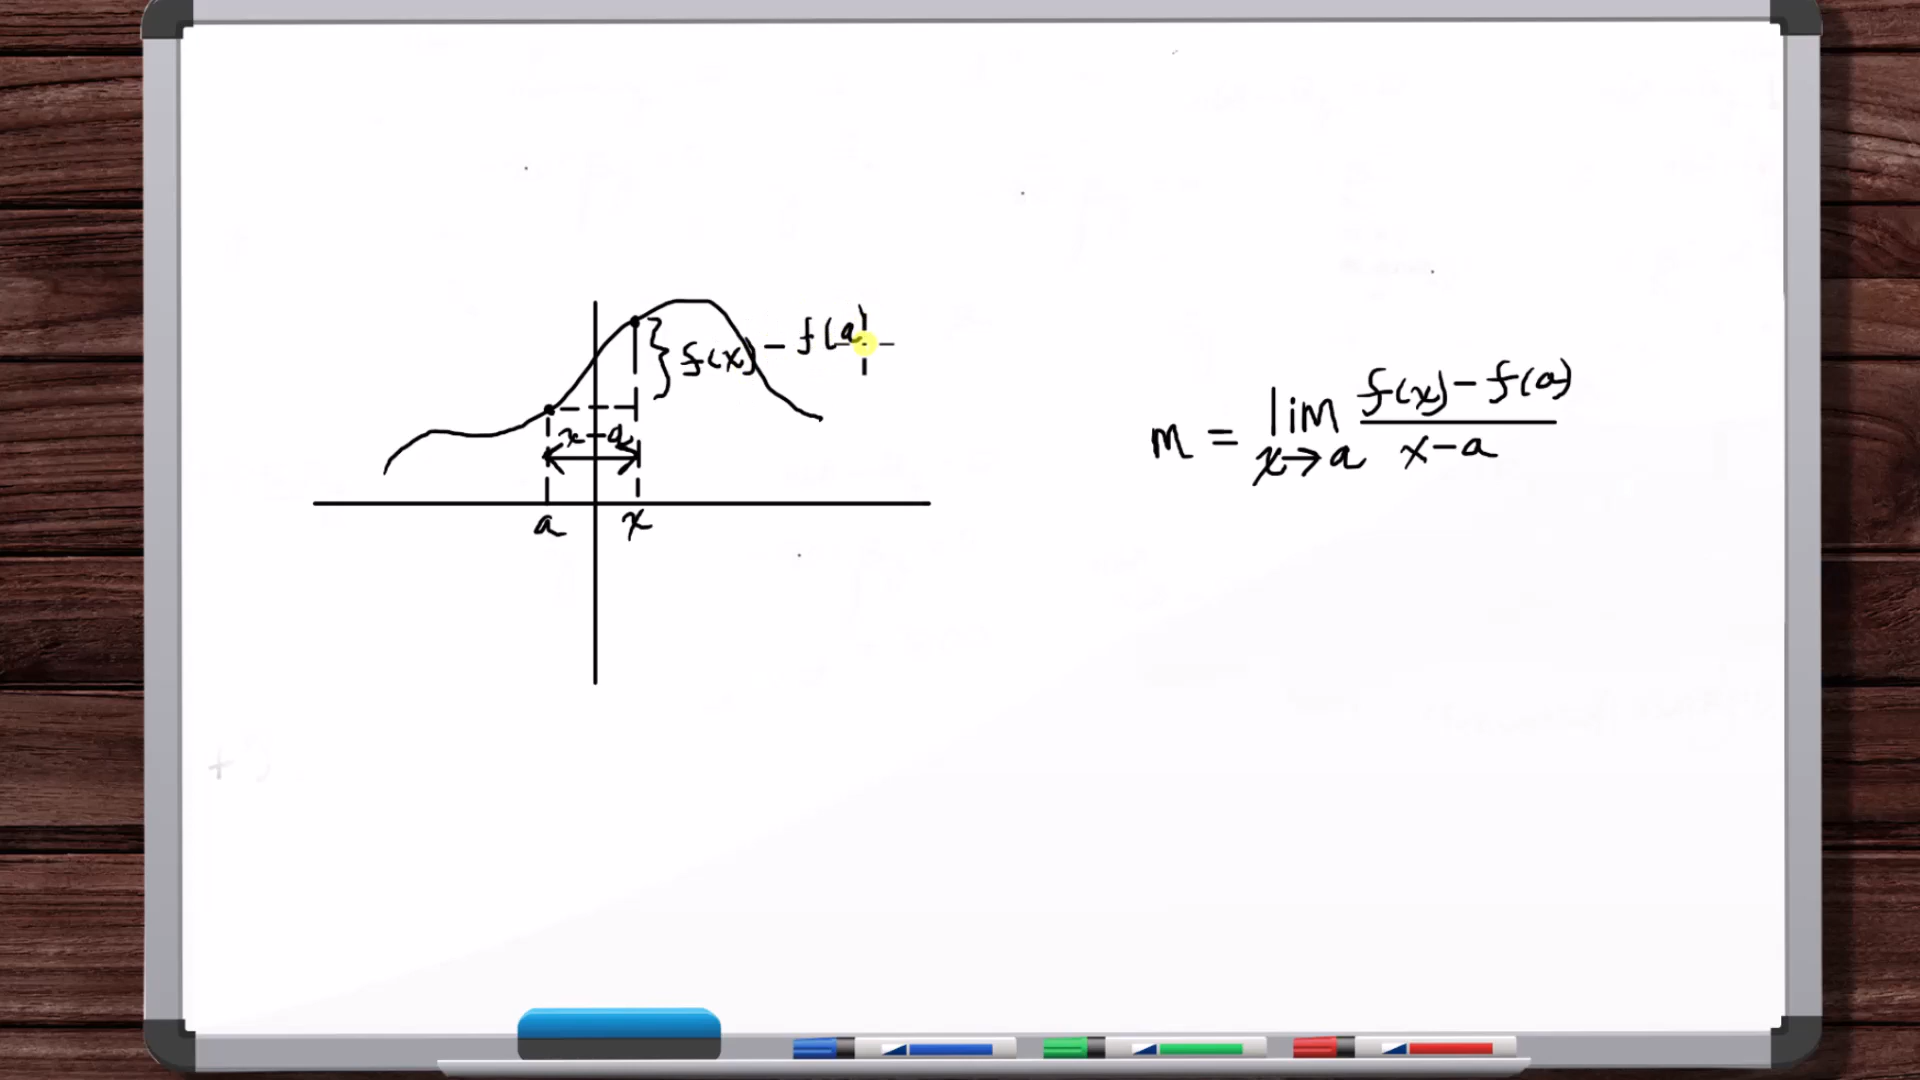 f(x) - f(a)
x - a
a x
m = lim f(x) - f(a)
x→a x - a